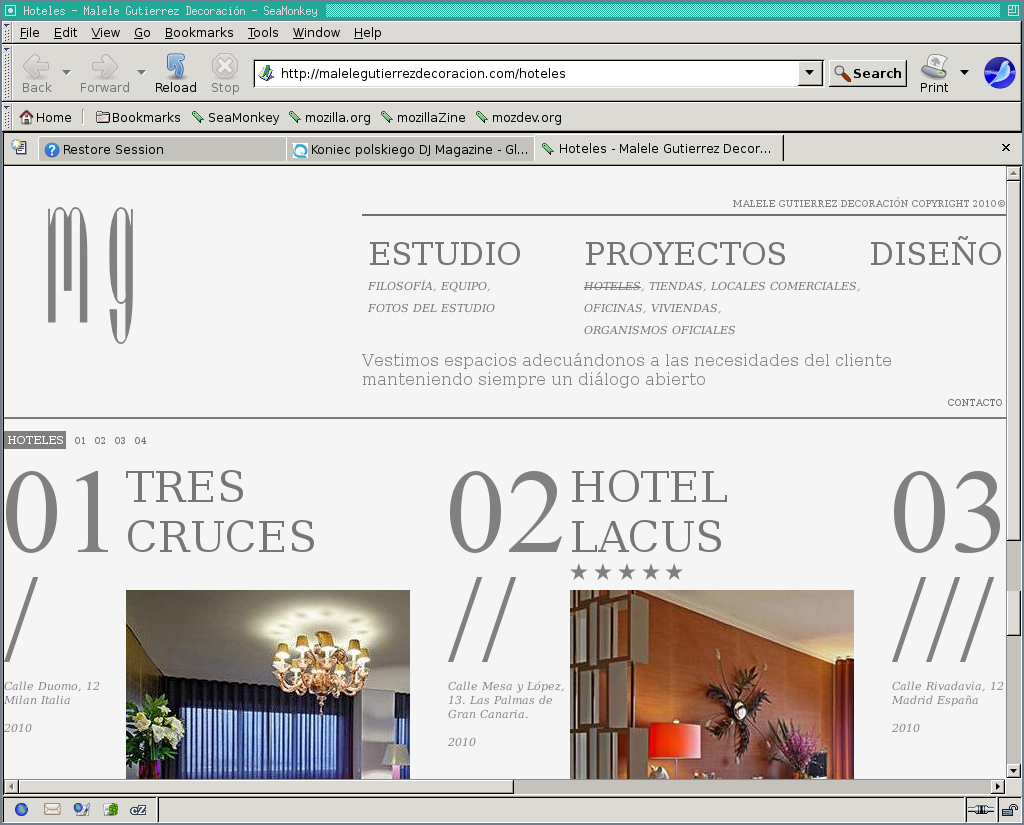 Hoteles - Malele Gutierrez Decoración - SeaMonkey
File Edit View Go Bookmarks Tools Window Help
Back Forward Reload Stop http://malelegutierrezdecoracion.com/hoteles Search Print
Home Bookmarks SeaMonkey mozilla.org mozillaZine mozdev.org
Restore Session Koniec polskiego DJ Magazine - Gl... Hoteles - Malele Gutierrez Decor...
MALELE GUTIERREZ DECORACIÓN COPYRIGHT 2010©
mg
ESTUDIO PROYECTOS DISEÑO
FILOSOFÍA, EQUIPO, HOTELES, TIENDAS, LOCALES COMERCIALES,
FOTOS DEL ESTUDIO OFICINAS, VIVIENDAS,
ORGANISMOS OFICIALES
Vestimos espacios adecuándonos a las necesidades del cliente
manteniendo siempre un diálogo abierto
CONTACTO
HOTELES 01 02 03 04
01 TRES
CRUCES
/
Calle Duomo, 12
Milan Italia
2010
02 HOTEL
LACUS
★★★★★
//
Calle Mesa y López,
13. Las Palmas de
Gran Canaria.
2010
03
///
Calle Rivadavia, 12
Madrid España
2010
cZ